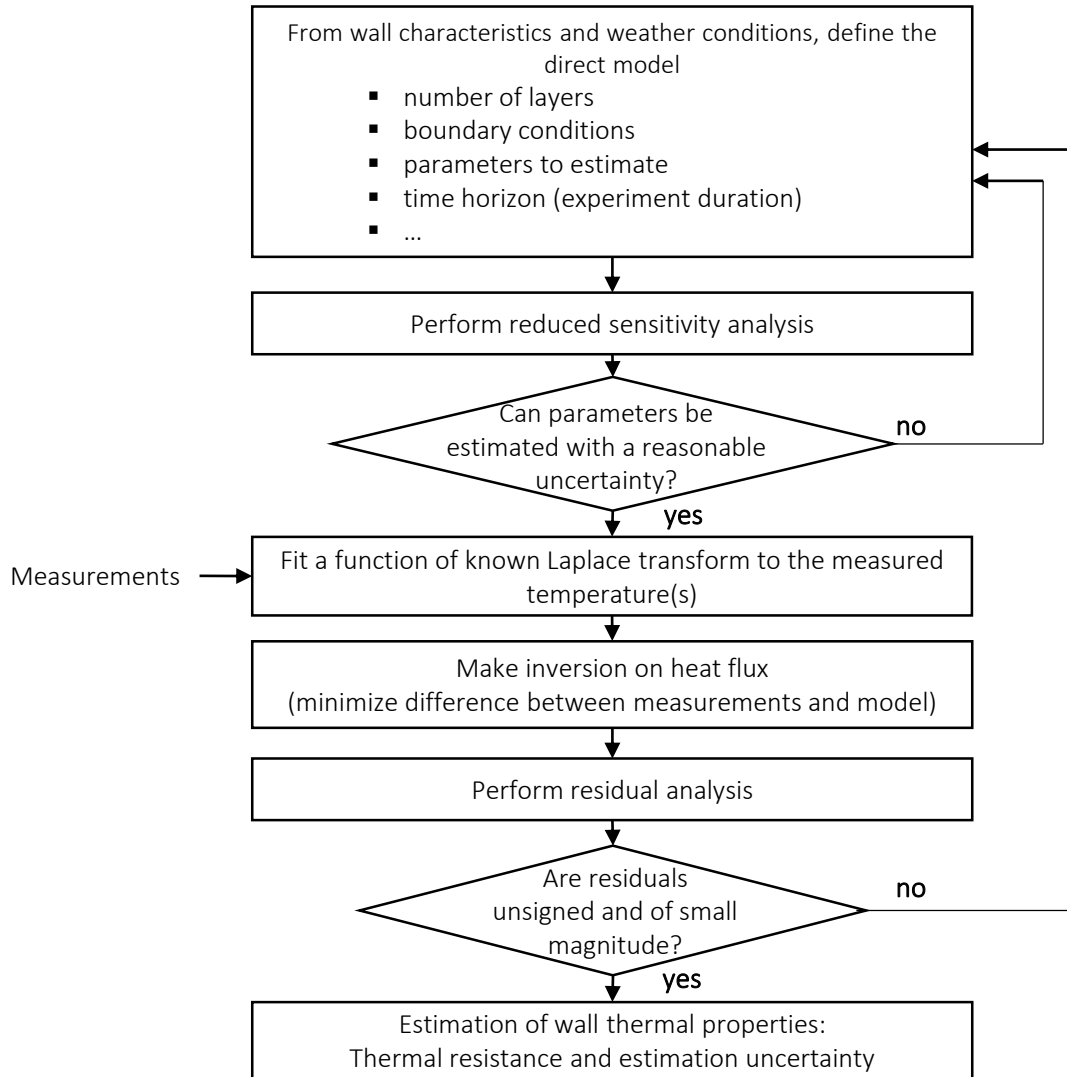 From wall characteristics and weather conditions, define the
direct model
▪ number of layers
▪ boundary conditions
▪ parameters to estimate
▪ time horizon (experiment duration)
▪ ...
Perform reduced sensitivity analysis
Can parameters be
estimated with a reasonable
uncertainty?
no
yes
Measurements
Fit a function of known Laplace transform to the measured
temperature(s)
Make inversion on heat flux
(minimize difference between measurements and model)
Perform residual analysis
Are residuals
unsigned and of small
magnitude?
no
yes
Estimation of wall thermal properties:
Thermal resistance and estimation uncertainty